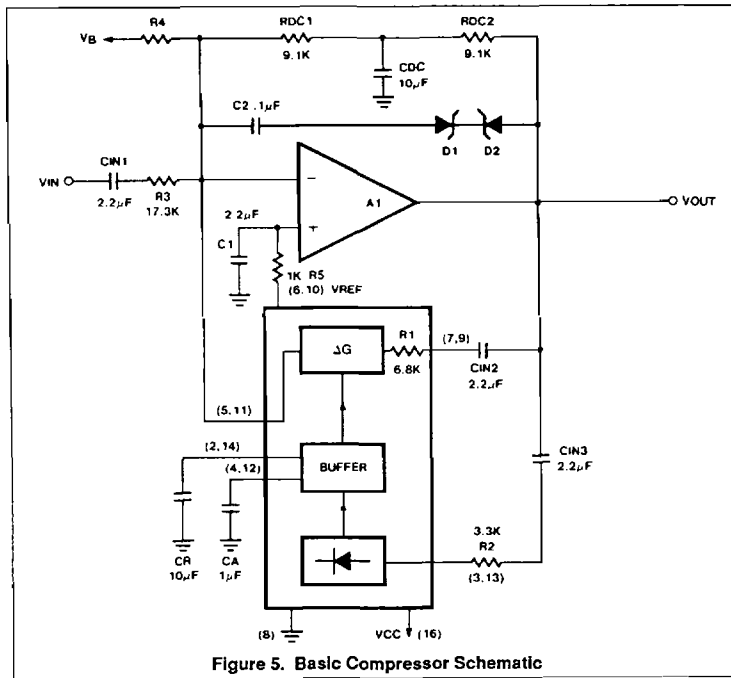 R4
RDC1
RDC2
VB
9.1K
9.1K
CDC
10µF
C2 .1µF
D1
D2
CIN1
VIN
2.2µF
R3
17.3K
−
A1
VOUT
2.2µF
+
C1
1K R5
(6,10) VREF
ΔG
R1
(7,9)
6.8K
CIN2
2.2µF
(5,11)
(2,14)
BUFFER
CIN3
2.2µF
(4,12)
3.3K
CR
10µF
CA
1µF
R2
(3,13)
(8)
VCC
(16)
Figure 5. Basic Compressor Schematic